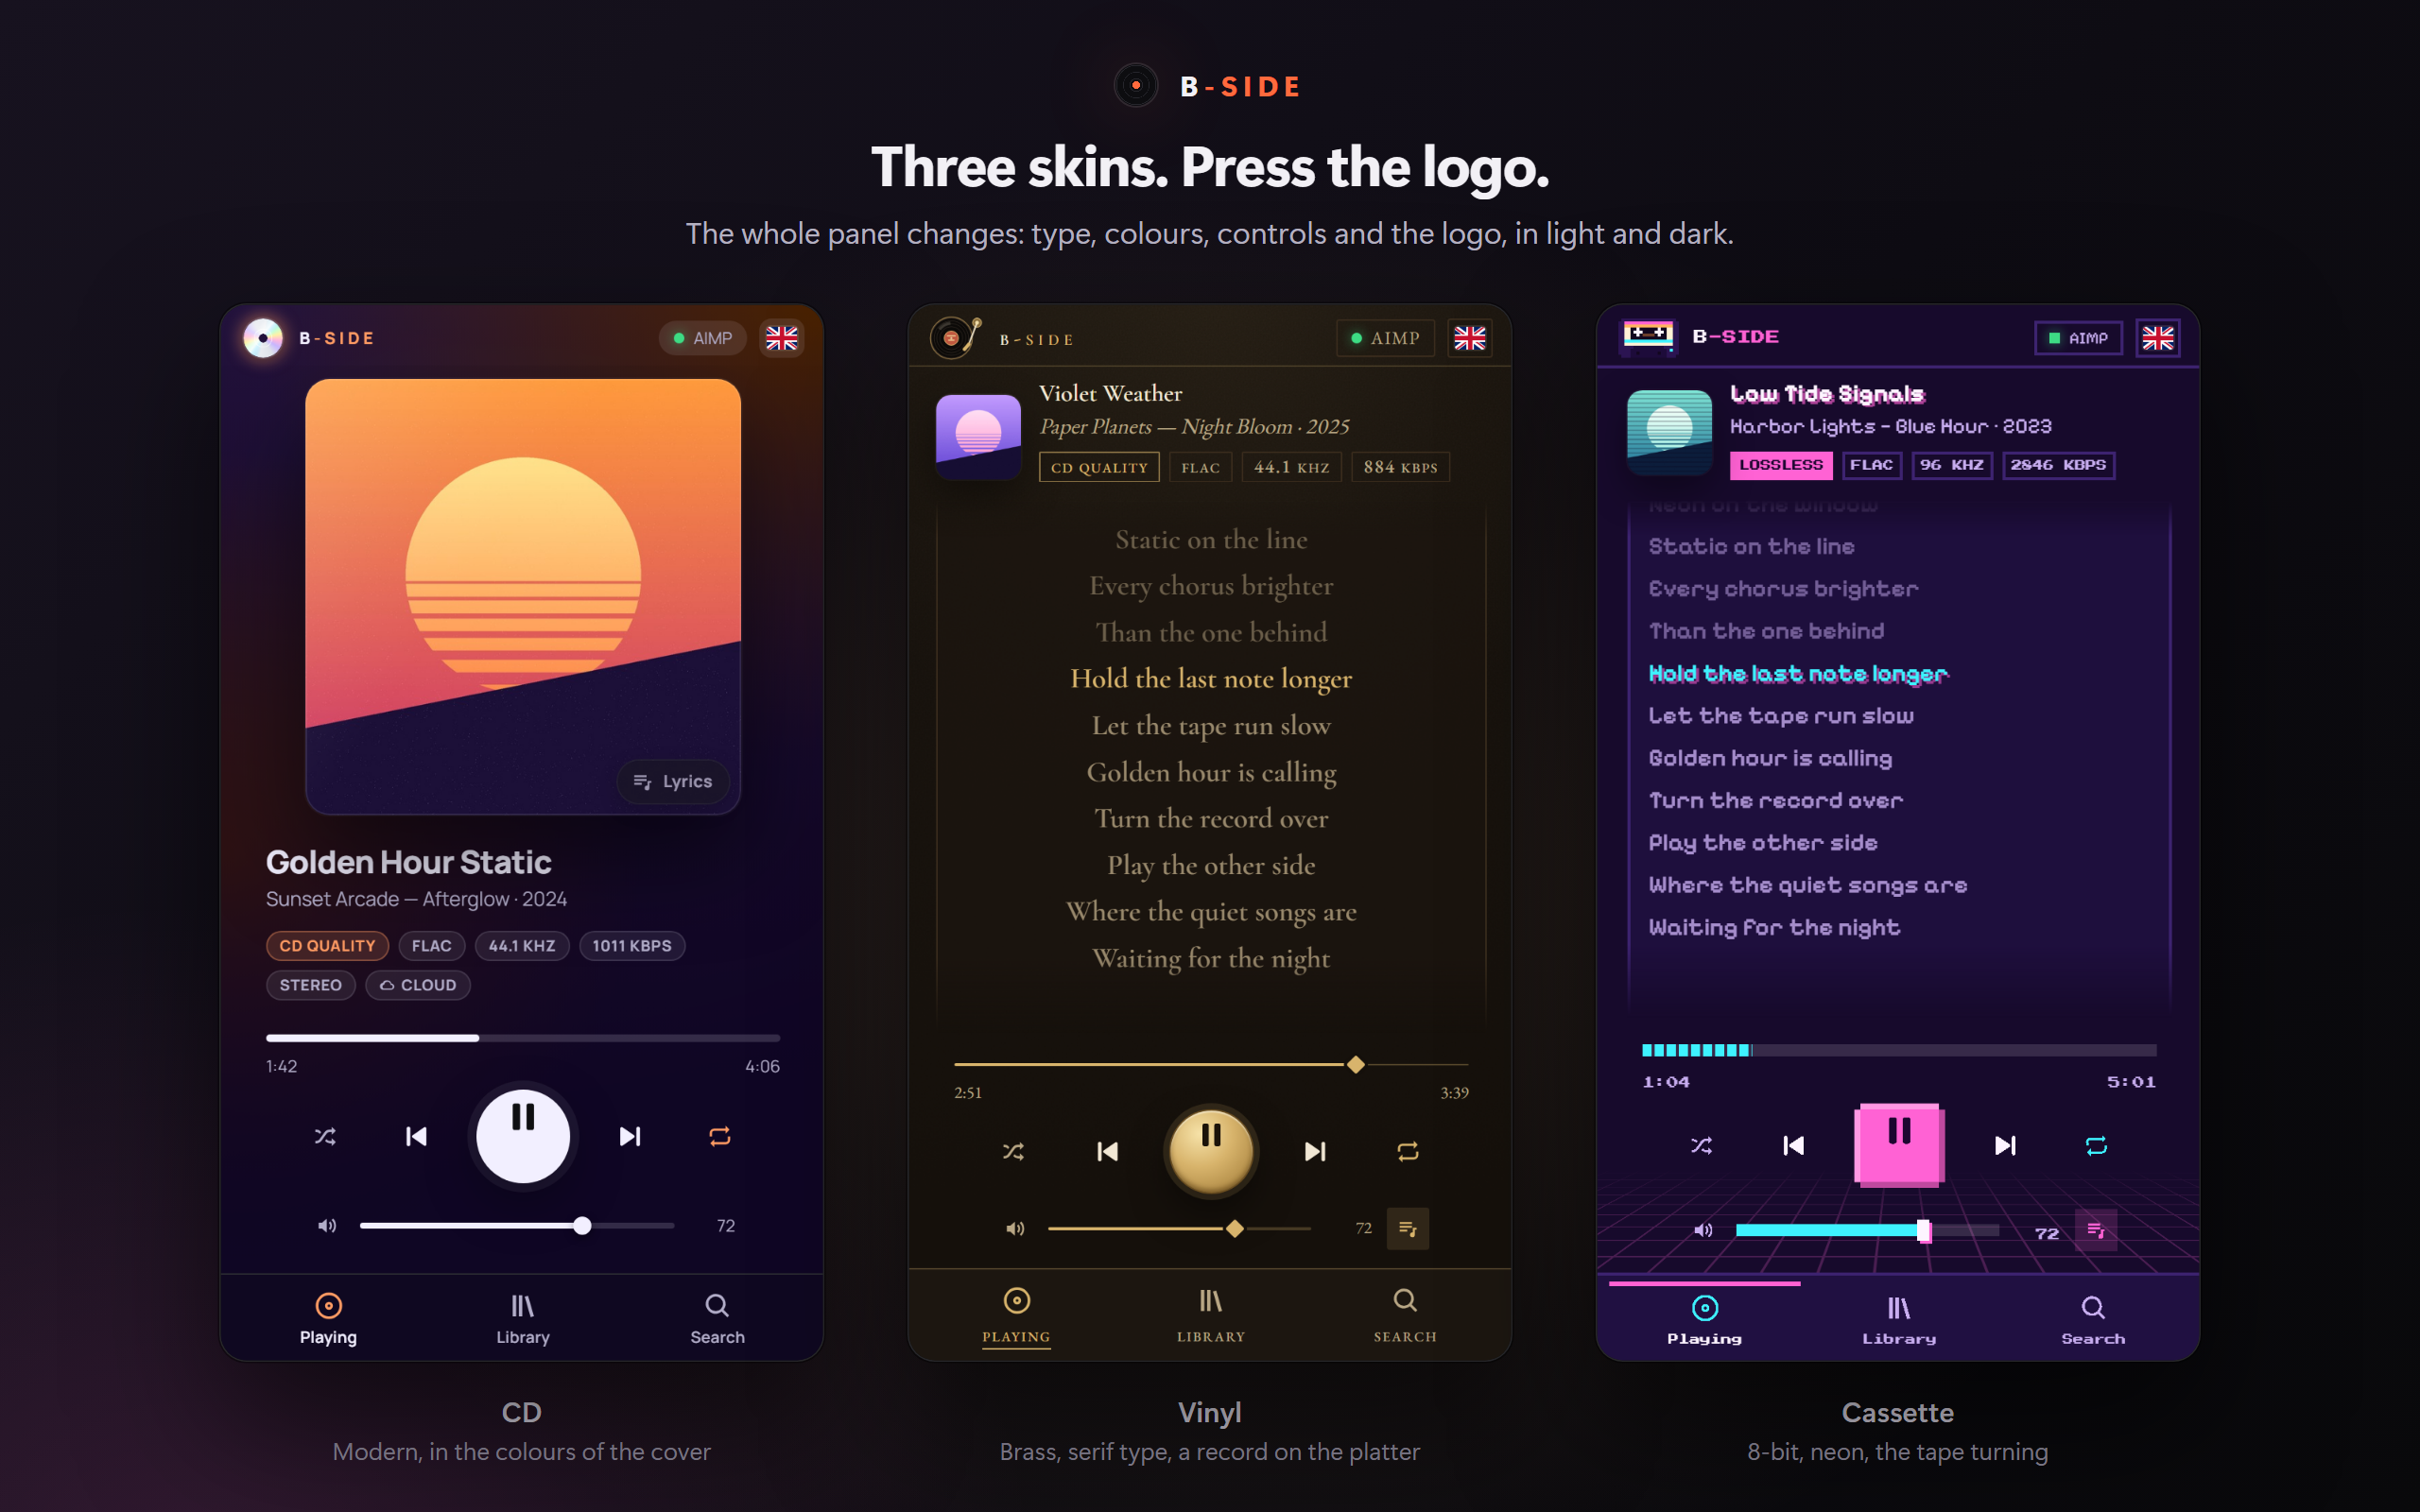 B-SIDE
Three skins. Press the logo.
The whole panel changes: type, colours, controls and the logo, in light and dark.
B-SIDE
AIMP
Lyrics
Golden Hour Static
Sunset Arcade — Afterglow · 2024
CD QUALITY
FLAC
44.1 KHZ
1011 KBPS
STEREO
CLOUD
1:42
4:06
72
Playing
Library
Search
CD
Modern, in the colours of the cover
B-SIDE
AIMP
Violet Weather
Paper Planets — Night Bloom · 2025
CD QUALITY
FLAC
44.1 KHZ
884 KBPS
Static on the line
Every chorus brighter
Than the one behind
Hold the last note longer
Let the tape run slow
Golden hour is calling
Turn the record over
Play the other side
Where the quiet songs are
Waiting for the night
2:51
3:39
72
PLAYING
LIBRARY
SEARCH
Vinyl
Brass, serif type, a record on the platter
B-SIDE
AIMP
Low Tide Signals
Harbor Lights - Blue Hour · 2023
LOSSLESS
FLAC
96 KHZ
2846 KBPS
Neon on the window
Static on the line
Every chorus brighter
Than the one behind
Hold the last note longer
Let the tape run slow
Golden hour is calling
Turn the record over
Play the other side
Where the quiet songs are
Waiting for the night
1:04
5:01
72
Playing
Library
Search
Cassette
8-bit, neon, the tape turning